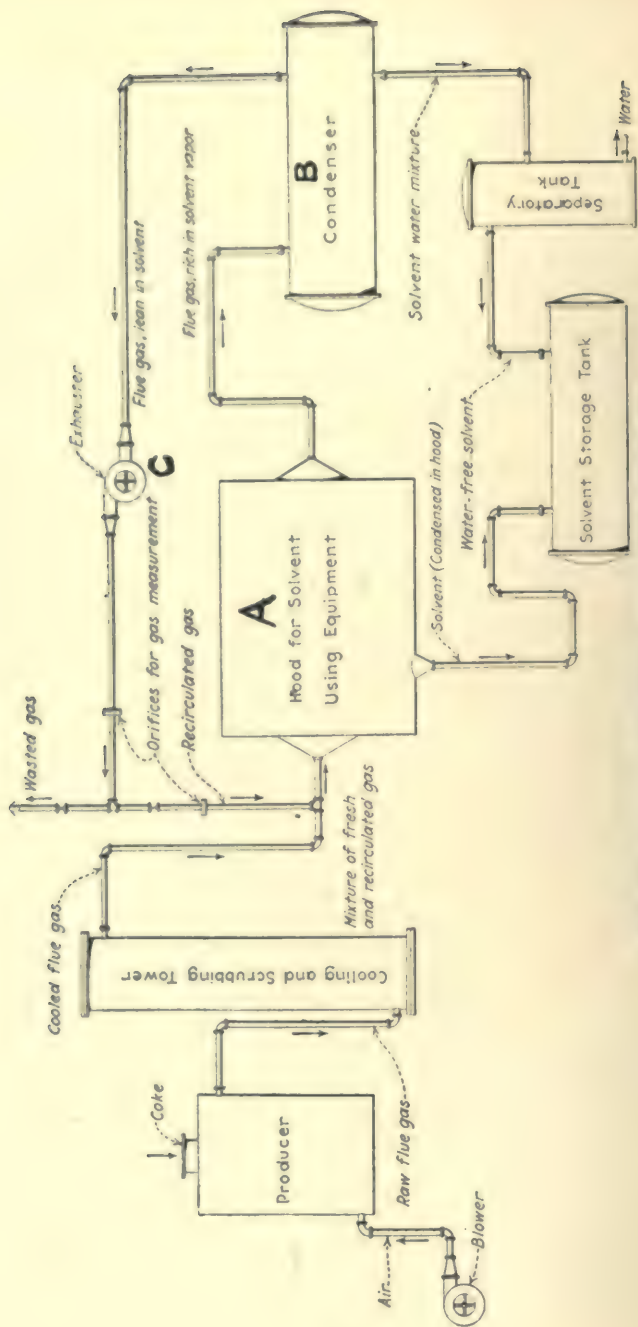 Wasted gas
Cooled flue gas
Orifices for gas measurement
Recirculated gas
Exhauster
C
Flue gas, lean in solvent
Coke
Producer
Air
Blower
Raw flue gas
Cooling and Scrubbing Tower
Mixture of fresh
and recirculated gas
A
Hood for Solvent
Using Equipment
Flue gas, rich in solvent vapor
B
Condenser
Solvent (Condensed in hood)
Water-free solvent
Solvent water mixture
Separatory
Tank
Water
Solvent Storage Tank